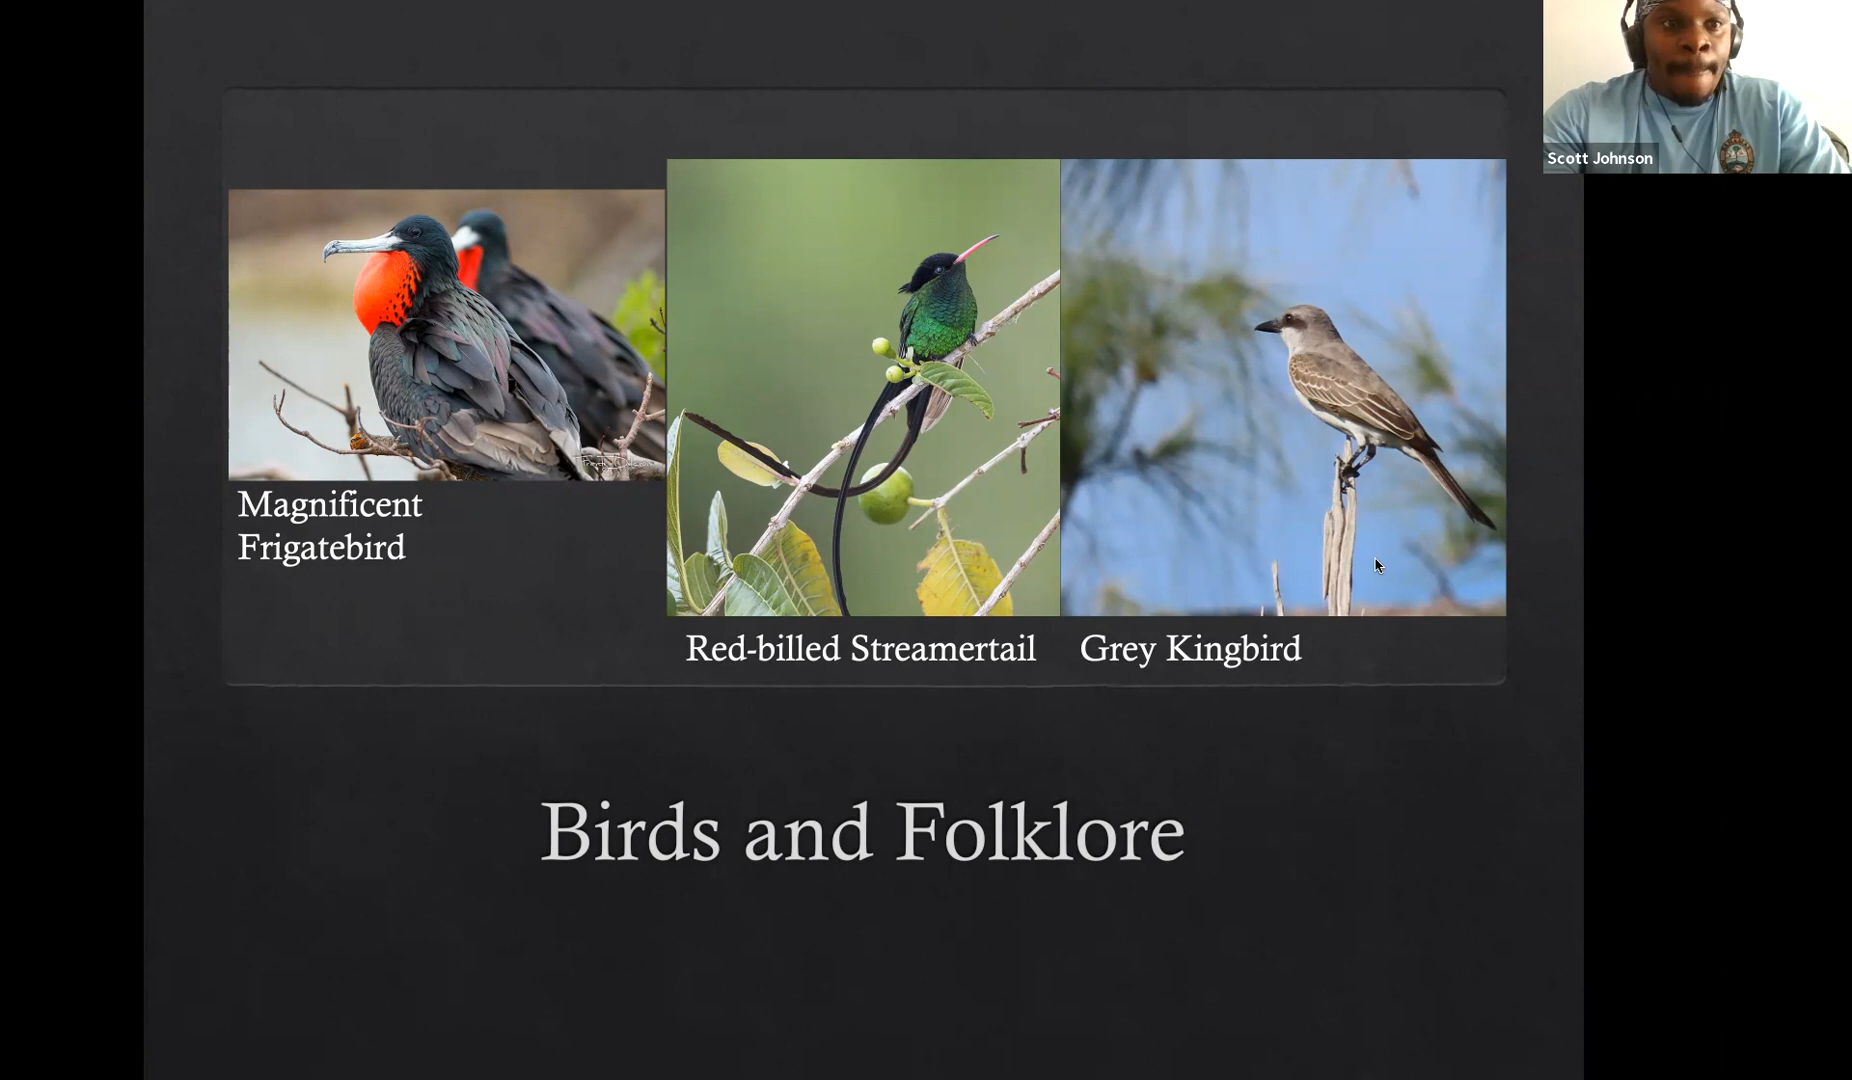 Scott Johnson
Magnificent
Frigatebird
Red-billed Streamertail
Grey Kingbird
Birds and Folklore